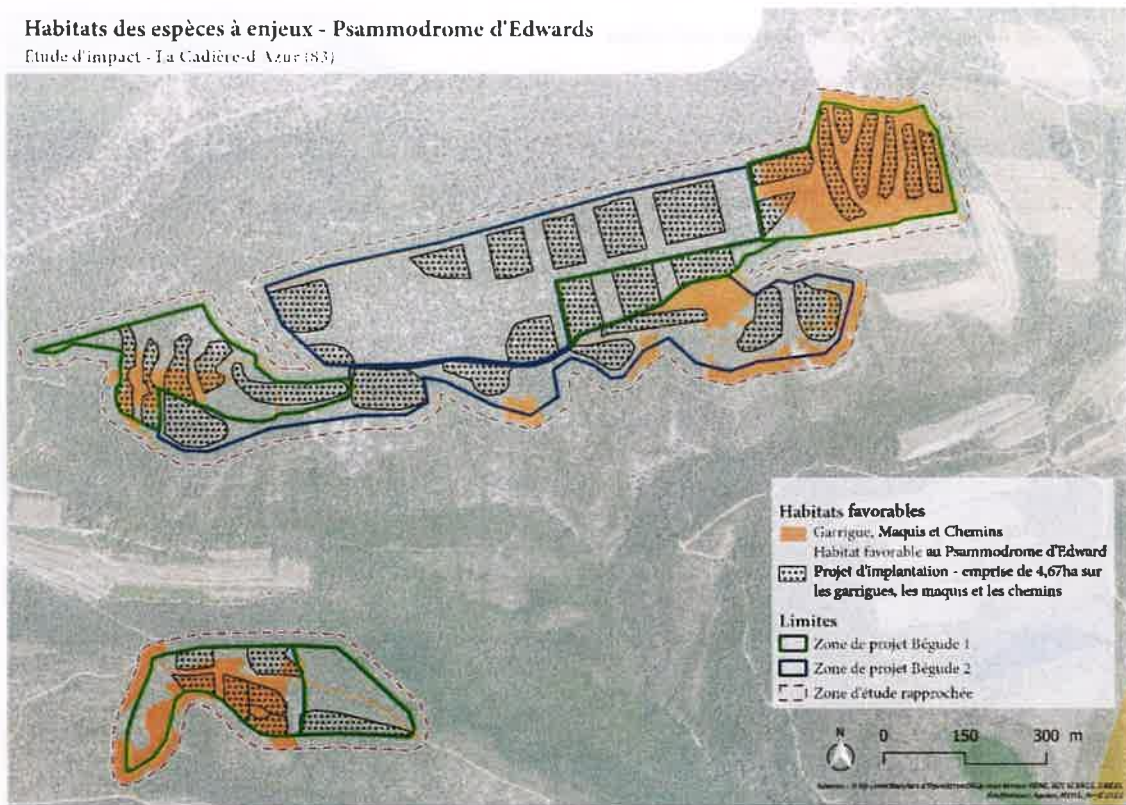 Habitats des espèces à enjeux - Psammodrome d'Edwards
Etude d'impact - La Cadière-d'Azur (83)
Habitats favorables
Garrigue, Maquis et Chemins
Habitat favorable au Psammodrome d'Edward
Projet d'implantation - emprise de 4,67ha sur
les garrigues, les maquis et les chemins
Limites
Zone de projet Bégude 1
Zone de projet Bégude 2
Zone d'étude rapprochée
N
0 150 300 m